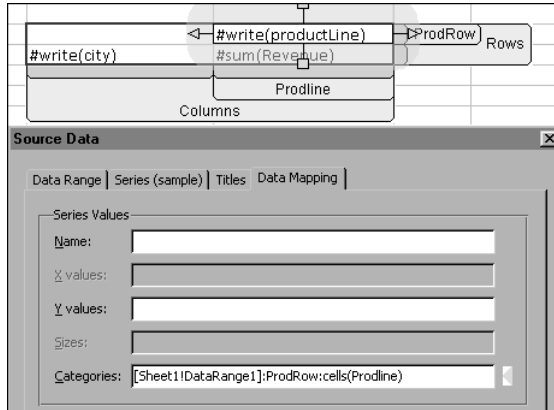 #write(productLine) ProdRow
#write(city) #sum(Revenue) Rows
Prodline
Columns
Source Data
Data Range Series (sample) Titles Data Mapping
Series Values
Name:
X values:
Y values:
Sizes:
Categories: [Sheet1!DataRange1]:ProdRow:cells(Prodline)